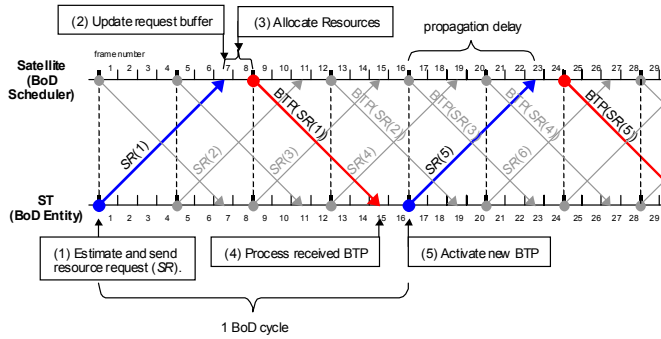 (2) Update request buffer
(3) Allocate Resources
propagation delay
frame number
Satellite
(BoD
Scheduler)
1 2 3 4 5 6 7 8 9 10 11 12 13 14 15 16 17 18 19 20 21 22 23 24 25 26 27 28 29
SR(1)
SR(2)
BTP(SR(1))
SR(3)
BTP(SR(2))
SR(4)
BTP(SR(3))
SR(5)
BTP(SR(4))
SR(6)
BTP(SR(5))
ST
(BoD Entity)
1 2 3 4 5 6 7 8 9 10 11 12 13 14 15 16 17 18 19 20 21 22 23 24 25 26 27 28 29
(1) Estimate and send
resource request (SR).
(4) Process received BTP
(5) Activate new BTP
1 BoD cycle